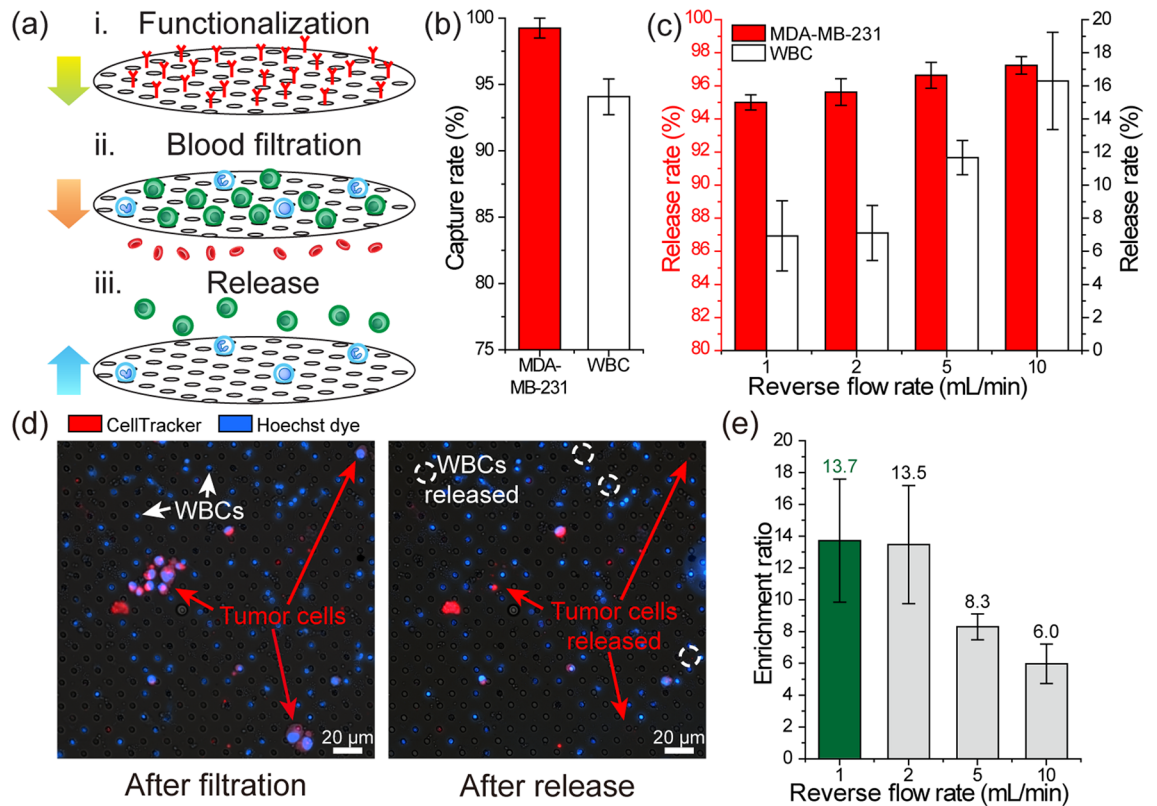 (a)
i. Functionalization
ii. Blood filtration
iii. Release
(b)
Capture rate (%)
100
95
90
85
80
75
MDA-
MB-231
WBC
(c)
MDA-MB-231
WBC
Release rate (%)
100
98
96
94
92
90
88
86
84
82
80
20
18
16
14
12
10
8
6
4
2
0
Release rate (%)
1 2 5 10
Reverse flow rate (mL/min)
(d)
CellTracker Hoechst dye
WBCs
Tumor cells
20 µm
After filtration
WBCs
released
Tumor cells
released
20 µm
After release
(e)
Enrichment ratio
20
18
16
14
12
10
8
6
4
2
0
13.7
13.5
8.3
6.0
1 2 5 10
Reverse flow rate (mL/min)